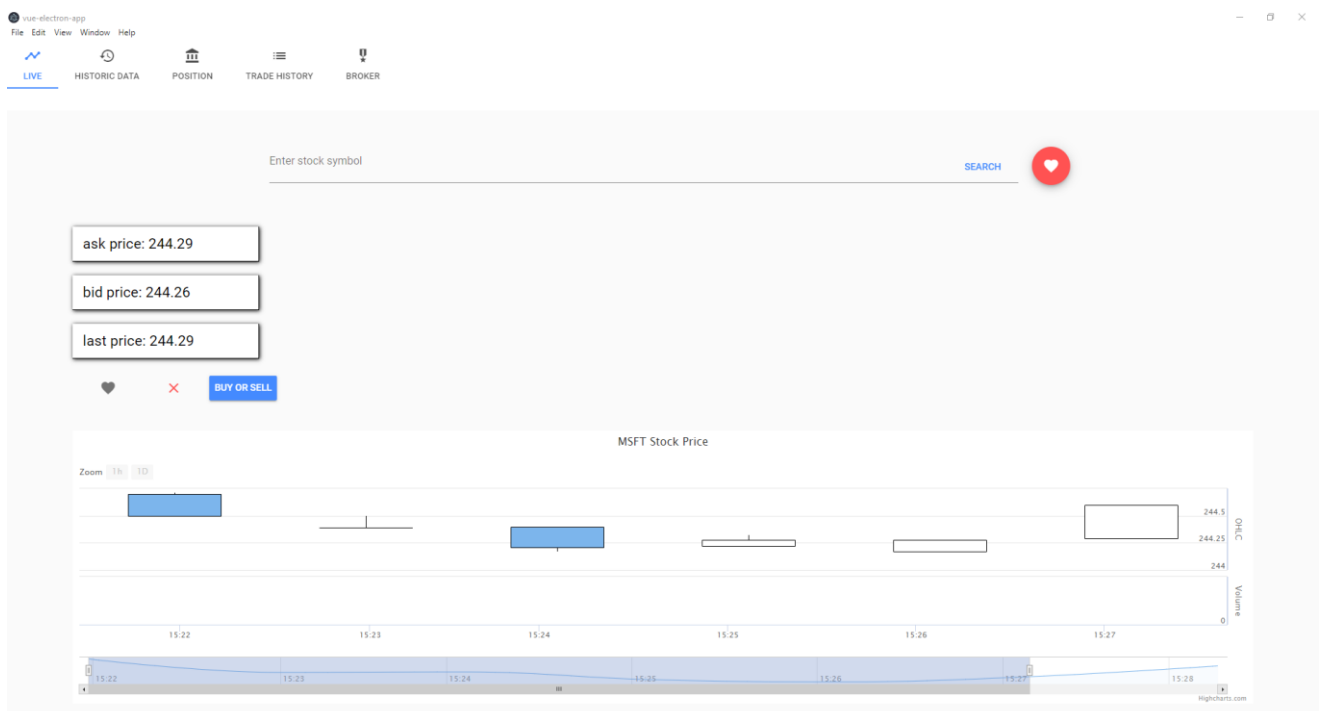 vue-electron-app
File Edit View Window Help
LIVE HISTORIC DATA POSITION TRADE HISTORY BROKER
Enter stock symbol
SEARCH
ask price: 244.29
bid price: 244.26
last price: 244.29
BUY OR SELL
MSFT Stock Price
Zoom 1h 1D
244.5
244.25
244
OHLC
Volume
0
15:22 15:23 15:24 15:25 15:26 15:27
15:22 15:23 15:24 15:25 15:26 15:27 15:28
Highcharts.com